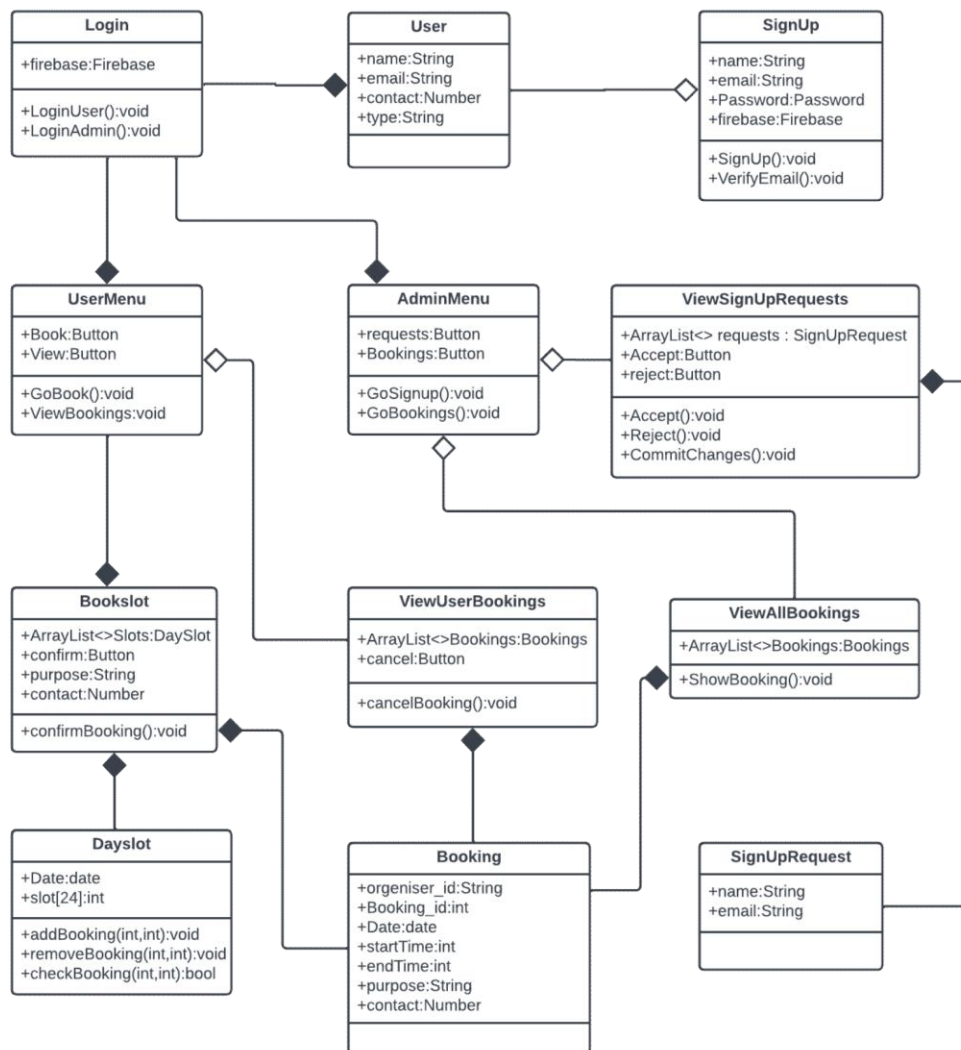 Login
+firebase:Firebase
+LoginUser():void
+LoginAdmin():void
User
+name:String
+email:String
+contact:Number
+type:String
SignUp
+name:String
+email:String
+Password:Password
+firebase:Firebase
+SignUp():void
+VerifyEmail():void
UserMenu
+Book:Button
+View:Button
+GoBook():void
+ViewBookings:void
AdminMenu
+requests:Button
+Bookings:Button
+GoSignup():void
+GoBookings():void
ViewSignUpRequests
+ArrayList<> requests : SignUpRequest
+Accept:Button
+reject:Button
+Accept():void
+Reject():void
+CommitChanges():void
Bookslot
+ArrayList<>Slots:DaySlot
+confirm:Button
+purpose:String
+contact:Number
+confirmBooking():void
ViewUserBookings
+ArrayList<>Bookings:Bookings
+cancel:Button
+cancelBooking():void
ViewAllBookings
+ArrayList<>Bookings:Bookings
+ShowBooking():void
Dayslot
+Date:date
+slot[24]:int
+addBooking(int,int):void
+removeBooking(int,int):void
+checkBooking(int,int):bool
Booking
+orgeniser_id:String
+Booking_id:int
+Date:date
+startTime:int
+endTime:int
+purpose:String
+contact:Number
SignUpRequest
+name:String
+email:String